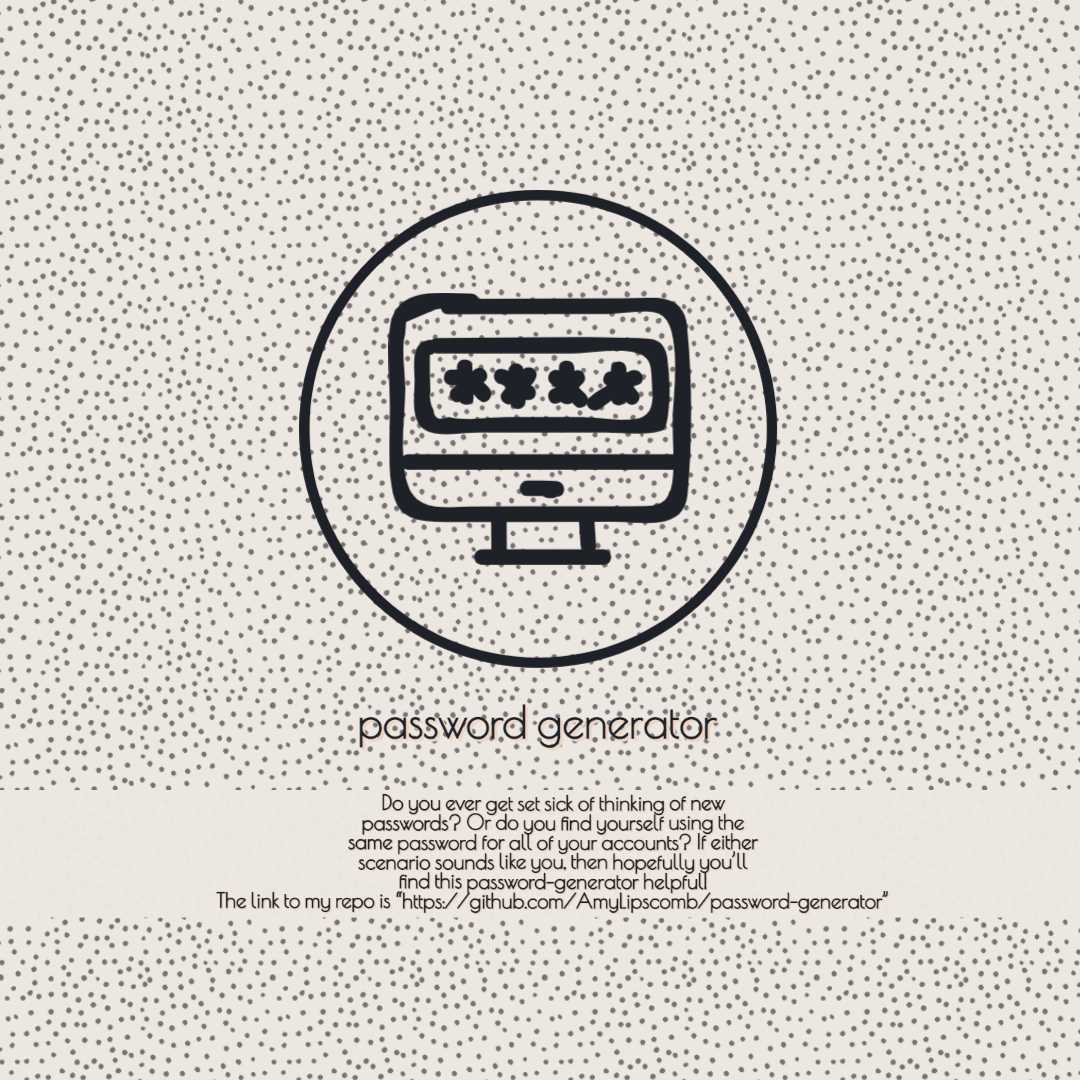 password generator
Do you ever get set sick of thinking of new
passwords? Or do you find yourself using the
same password for all of your accounts? If either
scenario sounds like you, then hopefully you'll
find this password-generator helpful!
The link to my repo is "https://github.com/AmyLipscomb/password-generator"